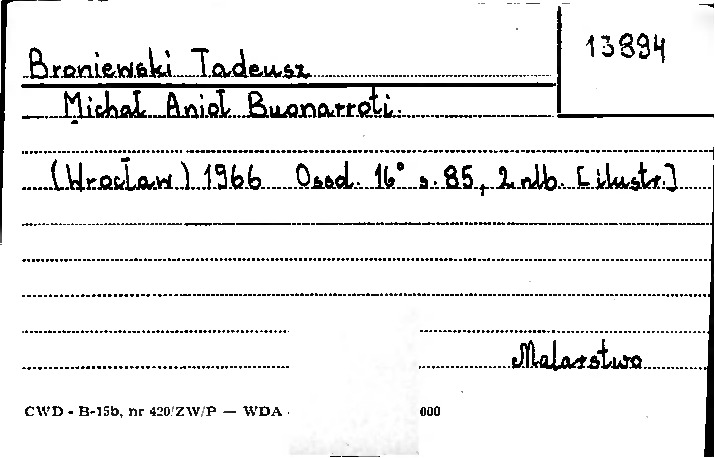 13894
Broniewski Tadeusz
Michał Anioł Buonarroti.
(Wrocław) 1966 Ossol. 16° s. 85, 2 nlb. [ilustr.]
Malarstwo
CWD - B-15b, nr 420/ZW/P — WDA 000